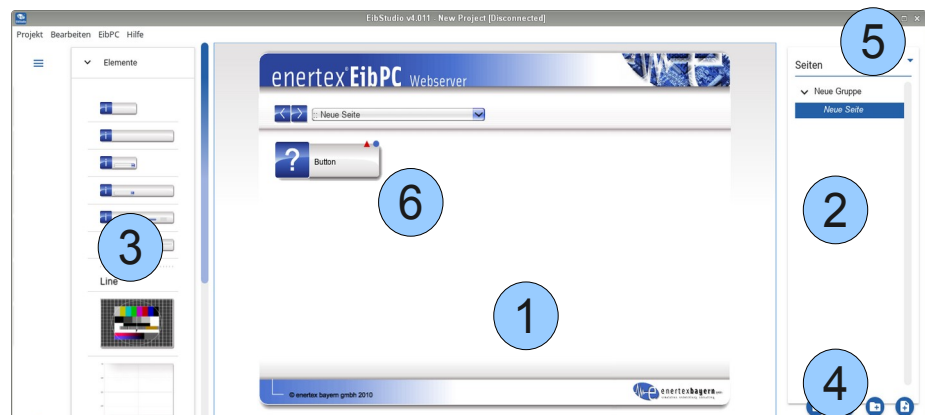 EibStudio v4.011 New Project [Disconnected]
Projekt Bearbeiten EibPC Hilfe
5
Elemente
Seiten
enertex EibPC Webserver
Neue Gruppe
:: Neue Seite
Neue Seite
? Button
6
2
3
Line
1
4
© enertex bayern gmbh 2010
enertexbayern